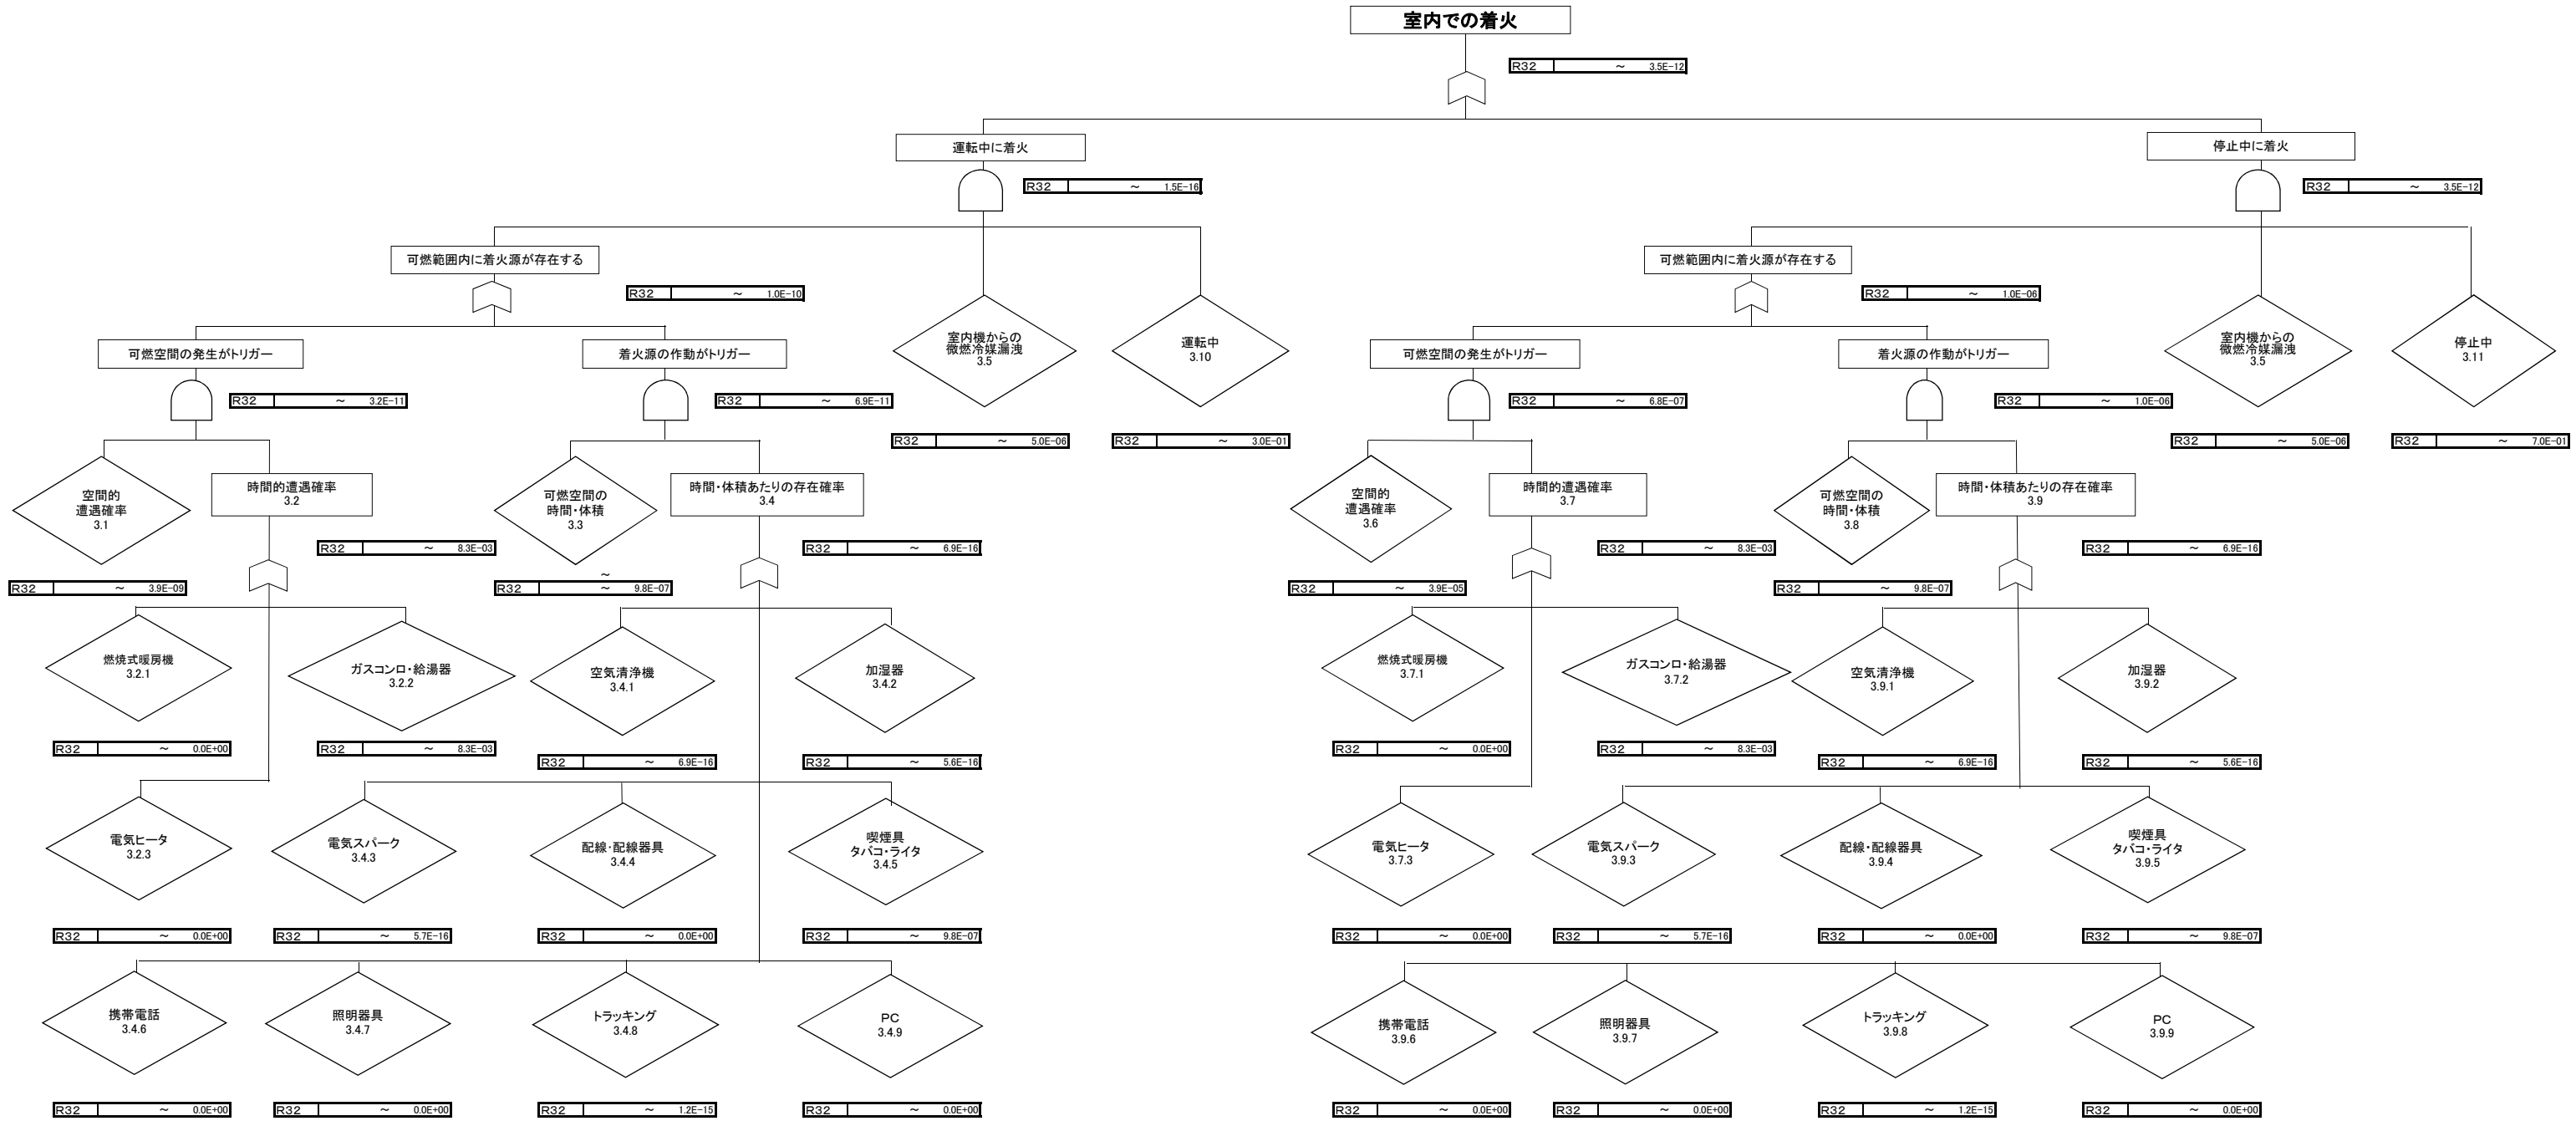 室内での着火
R32 ～ 3.5E-12
運転中に着火
停止中に着火
R32 ～ 1.5E-16
R32 ～ 3.5E-12
可燃範囲内に着火源が存在する
可燃範囲内に着火源が存在する
R32 ～ 1.0E-10
R32 ～ 1.0E-06
可燃空間の発生がトリガー
着火源の作動がトリガー
室内機からの
微燃冷媒漏洩
3.5
運転中
3.10
可燃空間の発生がトリガー
着火源の作動がトリガー
室内機からの
微燃冷媒漏洩
3.5
停止中
3.11
R32 ～ 3.2E-11
R32 ～ 6.9E-11
R32 ～ 6.8E-07
R32 ～ 1.0E-06
R32 ～ 5.0E-06
R32 ～ 3.0E-01
R32 ～ 5.0E-06
R32 ～ 7.0E-01
空間的
遭遇確率
3.1
時間的遭遇確率
3.2
可燃空間の
時間・体積
3.3
時間・体積あたりの存在確率
3.4
空間的
遭遇確率
3.6
時間的遭遇確率
3.7
可燃空間の
時間・体積
3.8
時間・体積あたりの存在確率
3.9
R32 ～ 8.3E-03
R32 ～ 6.9E-16
R32 ～ 8.3E-03
R32 ～ 6.9E-16
～
R32 ～ 3.9E-09
R32 ～ 9.8E-07
R32 ～ 3.9E-05
R32 ～ 9.8E-07
燃焼式暖房機
3.2.1
ガスコンロ・給湯器
3.2.2
空気清浄機
3.4.1
加湿器
3.4.2
燃焼式暖房機
3.7.1
ガスコンロ・給湯器
3.7.2
空気清浄機
3.9.1
加湿器
3.9.2
R32 ～ 0.0E+00
R32 ～ 8.3E-03
R32 ～ 6.9E-16
R32 ～ 5.6E-16
R32 ～ 0.0E+00
R32 ～ 8.3E-03
R32 ～ 6.9E-16
R32 ～ 5.6E-16
電気ヒータ
3.2.3
電気スパーク
3.4.3
配線・配線器具
3.4.4
喫煙具
タバコ・ライタ
3.4.5
電気ヒータ
3.7.3
電気スパーク
3.9.3
配線・配線器具
3.9.4
喫煙具
タバコ・ライタ
3.9.5
R32 ～ 0.0E+00
R32 ～ 5.7E-16
R32 ～ 0.0E+00
R32 ～ 9.8E-07
R32 ～ 0.0E+00
R32 ～ 5.7E-16
R32 ～ 0.0E+00
R32 ～ 9.8E-07
携帯電話
3.4.6
照明器具
3.4.7
トラッキング
3.4.8
PC
3.4.9
携帯電話
3.9.6
照明器具
3.9.7
トラッキング
3.9.8
PC
3.9.9
R32 ～ 0.0E+00
R32 ～ 0.0E+00
R32 ～ 1.2E-15
R32 ～ 0.0E+00
R32 ～ 0.0E+00
R32 ～ 0.0E+00
R32 ～ 1.2E-15
R32 ～ 0.0E+00